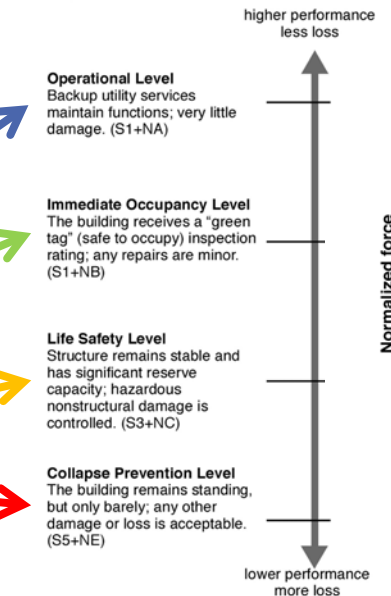 higher performance
less loss
Operational Level
Backup utility services
maintain functions; very little
damage. (S1+NA)
Immediate Occupancy Level
The building receives a “green
tag” (safe to occupy) inspection
rating; any repairs are minor.
(S1+NB)
Life Safety Level
Structure remains stable and
has significant reserve
capacity; hazardous
nonstructural damage is
controlled. (S3+NC)
Collapse Prevention Level
The building remains standing,
but only barely; any other
damage or loss is acceptable.
(S5+NE)
lower performance
more loss
Normalized force